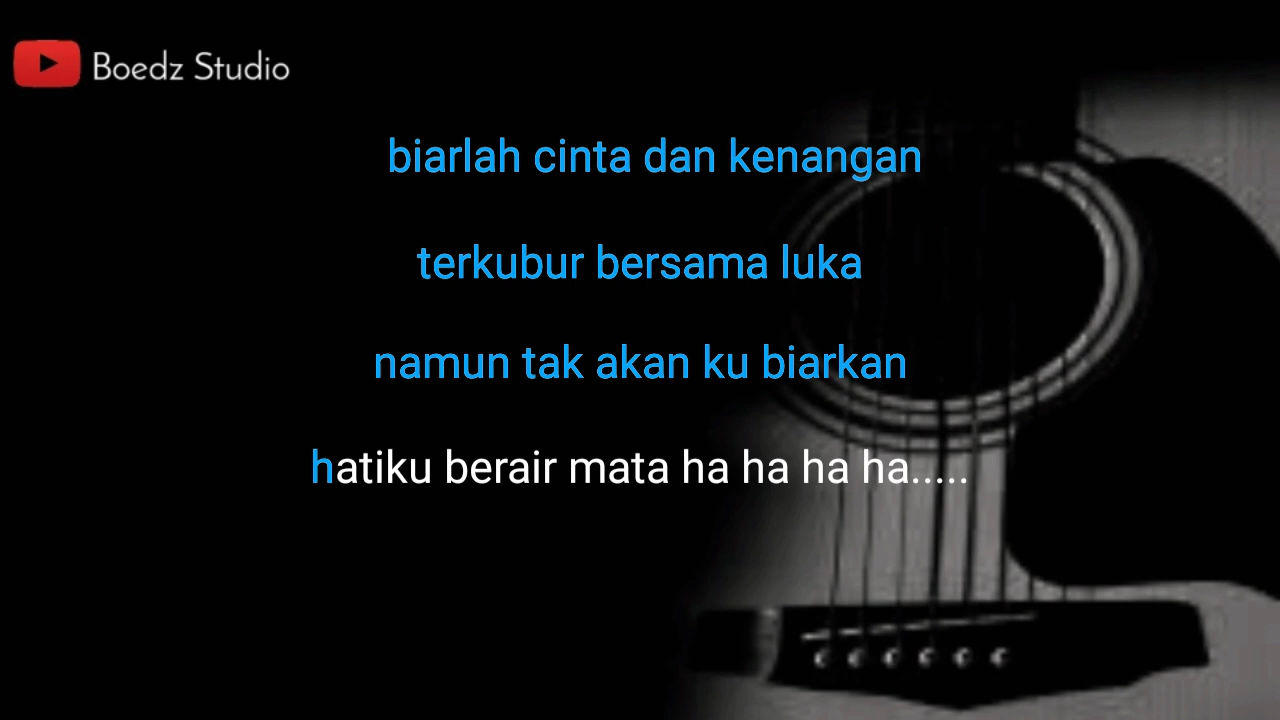 Boedz Studio
biarlah cinta dan kenangan
terkubur bersama luka
namun tak akan ku biarkan
hatiku berair mata ha ha ha ha.....